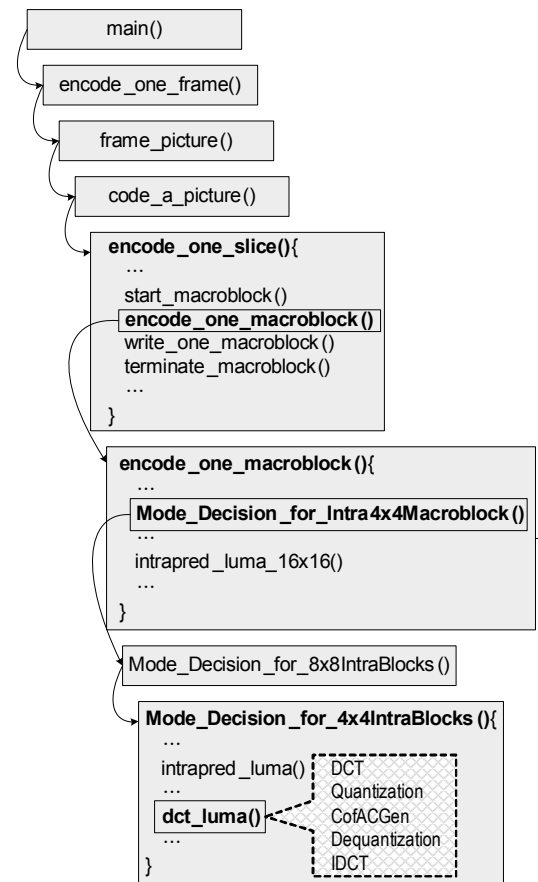 main()
encode_one_frame()
frame_picture()
code_a_picture()
encode_one_slice(){
...
start_macroblock()
encode_one_macroblock()
write_one_macroblock()
terminate_macroblock()
...
}
encode_one_macroblock(){
...
Mode_Decision_for_Intra4x4Macroblock()
...
intrapred_luma_16x16()
...
}
Mode_Decision_for_8x8IntraBlocks()
Mode_Decision_for_4x4IntraBlocks(){
...
intrapred_luma()
...
dct_luma()
...
}
DCT
Quantization
CofACGen
Dequantization
IDCT